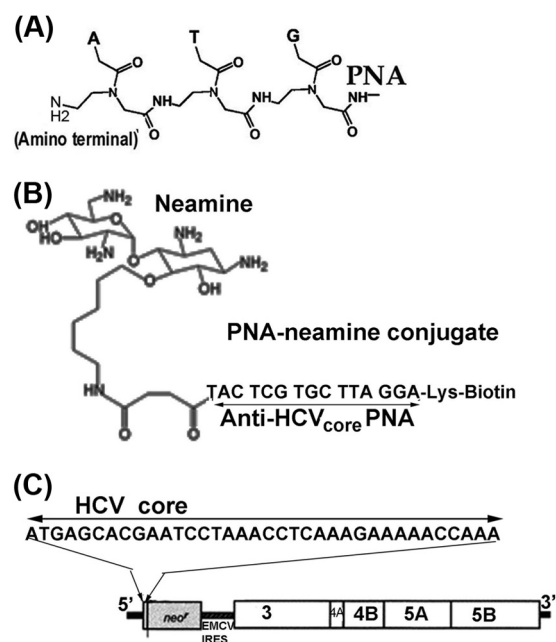 (A)
A
T
G
O
O
O
PNA
N
N
N
NH
NH
NH
N
H2
O
O
O
(Amino terminal)
(B)
NH2
Neamine
O
OH
HO
NH2
H2N
O
NH2
O
OH
PNA-neamine conjugate
HN
TAC TCG TGC TTA GGA-Lys-Biotin
Anti-HCVcore PNA
O
O
(C)
HCV core
ATGAGCACGAATCCTAAACCTCAAAGAAAAACCAAA
5'
3'
neor
EMCV
IRES
3
4A
4B
5A
5B